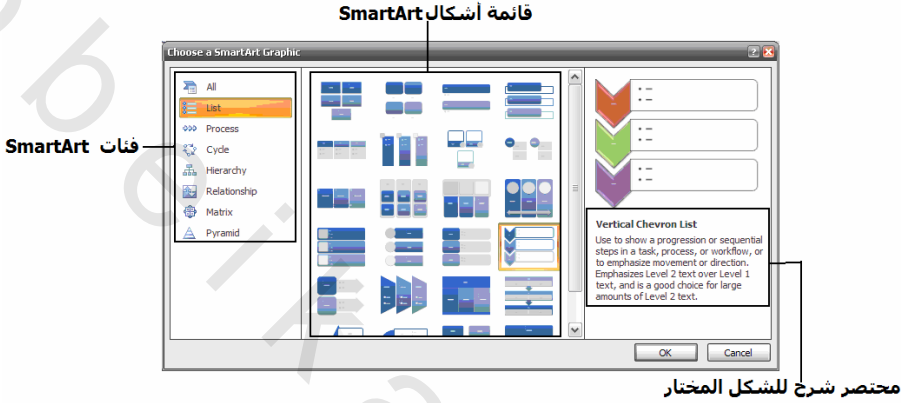 قائمة أشكال SmartArt
Choose a SmartArt Graphic
All
List
Process
Cycle
Hierarchy
Relationship
Matrix
Pyramid
فئات SmartArt
Vertical Chevron List
Use to show a progression or sequential
steps in a task, process, or workflow, or
to emphasize movement or direction.
Emphasizes Level 2 text over Level 1
text, and is a good choice for large
amounts of Level 2 text.
OK
Cancel
مختصر شرح للشكل المختار